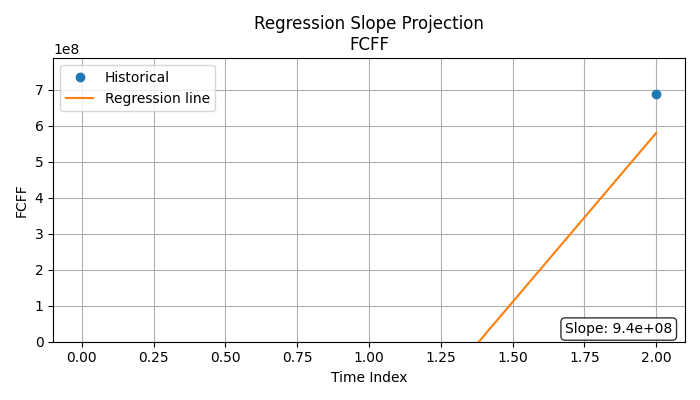 Regression Slope Projection
FCFF
1e8
Historical
Regression line
7
6
5
4
3
2
1
0
FCFF
Slope: 9.4e+08
0.00 0.25 0.50 0.75 1.00 1.25 1.50 1.75 2.00
Time Index